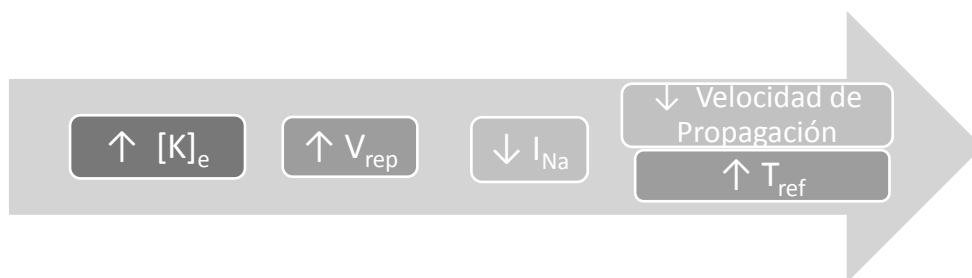 ↑ [K]e
↑ Vrep
↓ INa
↓ Velocidad de
Propagación
↑ Tref